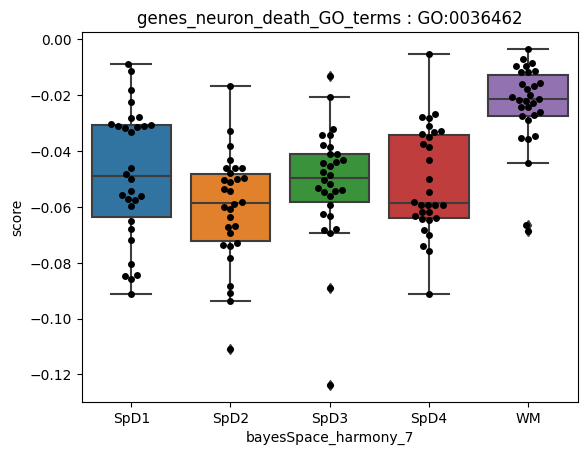 genes_neuron_death_GO_terms : GO:0036462
0.00
−0.02
−0.04
−0.06
−0.08
−0.10
−0.12
score
SpD1 SpD2 SpD3 SpD4 WM
bayesSpace_harmony_7